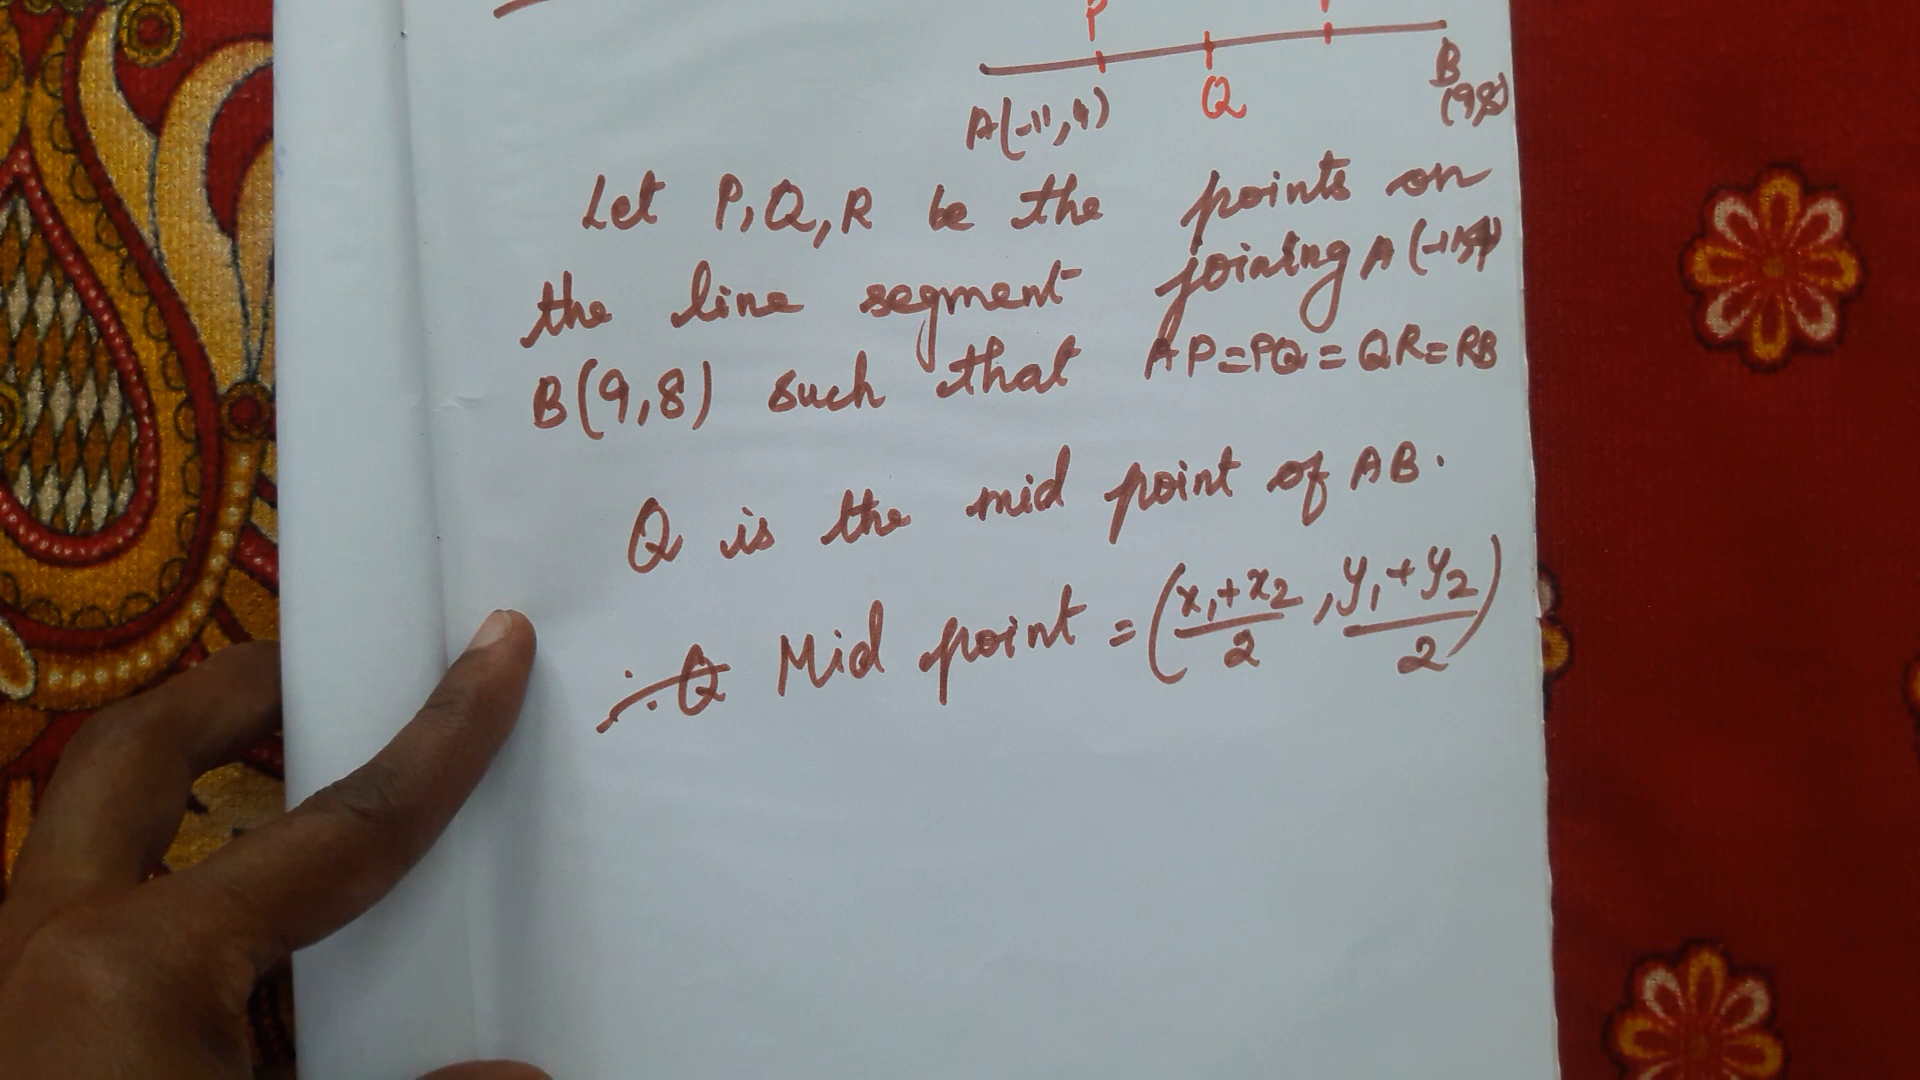 P
A(-11,4)
Q
B
(9,8)
Let P,Q,R be the points on
the line segment joining A(-11,4)
B(9,8) such that AP=PQ=QR=RB
Q is the mid point of AB.
∴Q Mid point = (x₁+x₂/2, y₁+y₂/2)